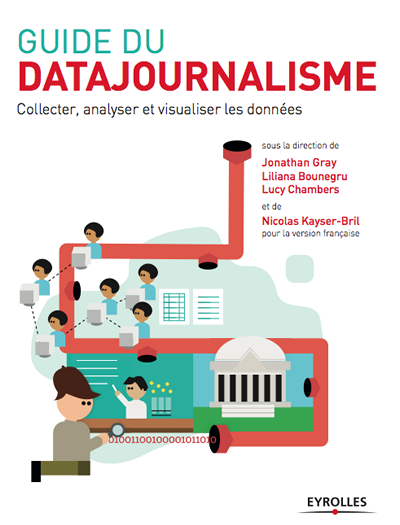 GUIDE DU
DATAJOURNALISME
Collecter, analyser et visualiser les données
sous la direction de
Jonathan Gray
Liliana Bounegru
Lucy Chambers
et de
Nicolas Kayser-Bril
pour la version française
01001100100001011010
EYROLLES